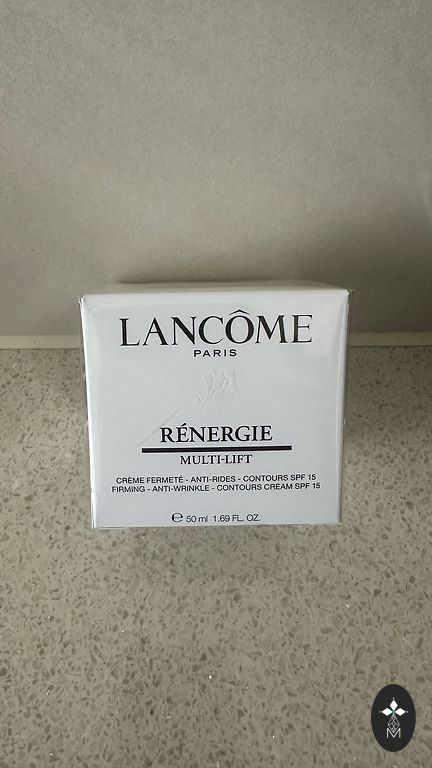 LANCÔME
PARIS
RÉNERGIE
MULTI-LIFT
CRÈME FERMETÉ - ANTI-RIDES - CONTOURS SPF 15
FIRMING - ANTI-WRINKLE - CONTOURS CREAM SPF 15
℮ 50 ml 1.69 FL. OZ.
M